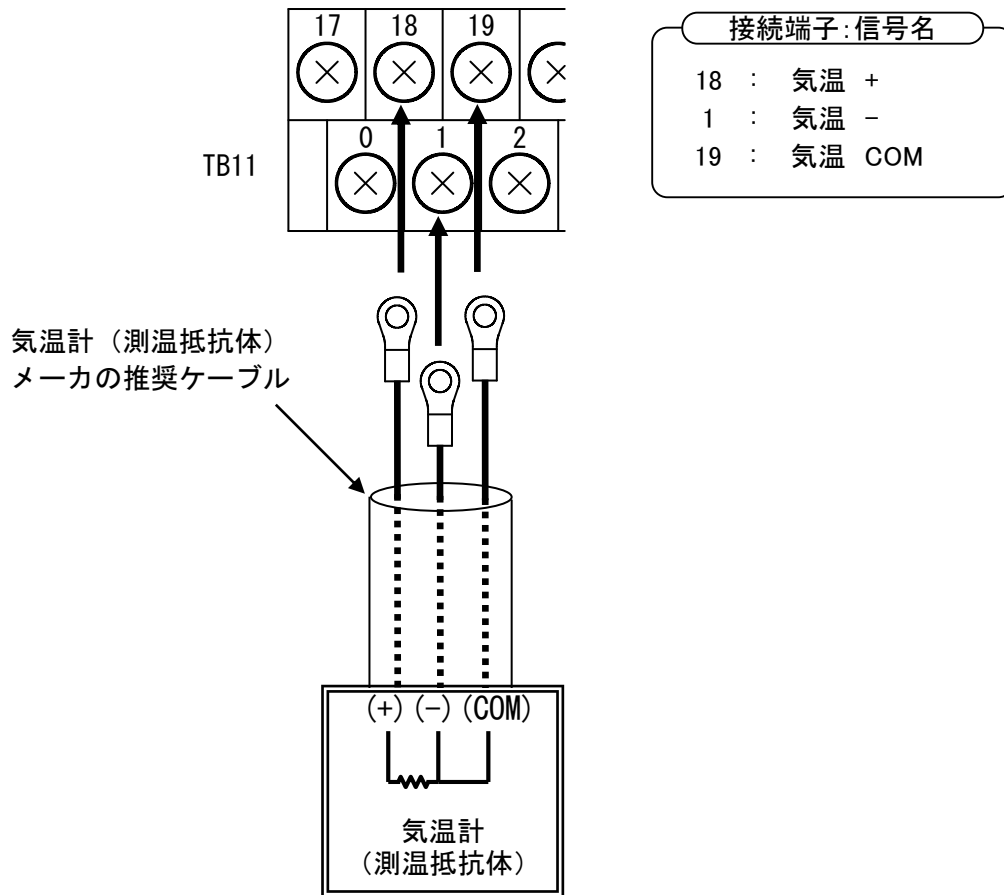 17 18 19
0 1 2
TB11
接続端子:信号名
18 : 気温 +
1 : 気温 -
19 : 気温 COM
気温計（測温抵抗体）
メーカの推奨ケーブル
(+) (-) (COM)
気温計
（測温抵抗体）